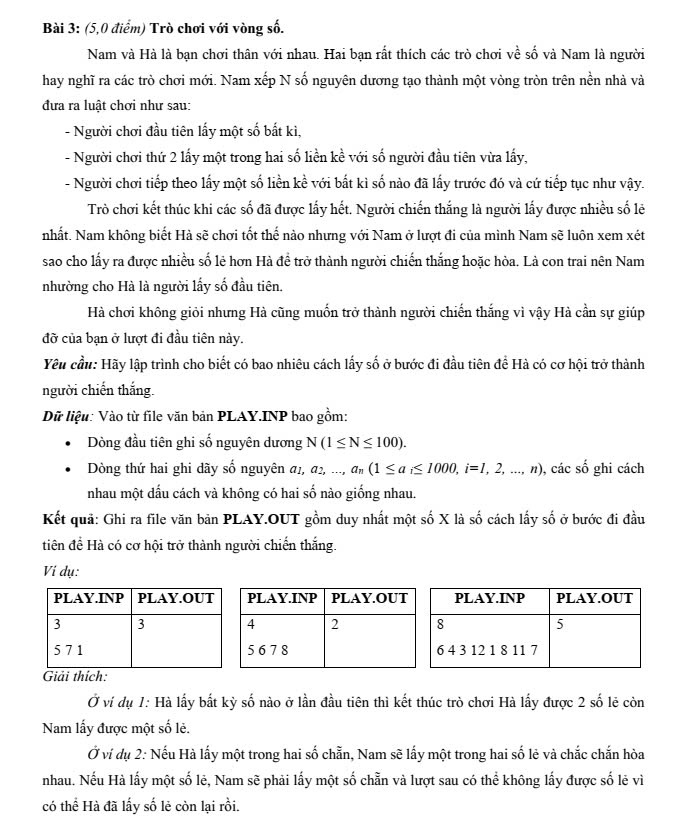 Bài 3: (5,0 điểm) Trò chơi với vòng số.
Nam và Hà là bạn chơi thân với nhau. Hai bạn rất thích các trò chơi về số và Nam là người
hay nghĩ ra các trò chơi mới. Nam xếp N số nguyên dương tạo thành một vòng tròn trên nền nhà và
đưa ra luật chơi như sau:
- Người chơi đầu tiên lấy một số bất kì,
- Người chơi thứ 2 lấy một trong hai số liền kề với số người đầu tiên vừa lấy,
- Người chơi tiếp theo lấy một số liền kề với bất kì số nào đã lấy trước đó và cứ tiếp tục như vậy.
Trò chơi kết thúc khi các số đã được lấy hết. Người chiến thắng là người lấy được nhiều số lẻ
nhất. Nam không biết Hà sẽ chơi tốt thế nào nhưng với Nam ở lượt đi của mình Nam sẽ luôn xem xét
sao cho lấy ra được nhiều số lẻ hơn Hà để trở thành người chiến thắng hoặc hòa. Là con trai nên Nam
nhường cho Hà là người lấy số đầu tiên.
Hà chơi không giỏi nhưng Hà cũng muốn trở thành người chiến thắng vì vậy Hà cần sự giúp
đỡ của bạn ở lượt đi đầu tiên này.
Yêu cầu: Hãy lập trình cho biết có bao nhiêu cách lấy số ở bước đi đầu tiên để Hà có cơ hội trở thành
người chiến thắng.
Dữ liệu: Vào từ file văn bản PLAY.INP bao gồm:
• Dòng đầu tiên ghi số nguyên dương N (1 ≤ N ≤ 100).
• Dòng thứ hai ghi dãy số nguyên a1, a2, ..., an (1 ≤ a i≤ 1000, i=1, 2, ..., n), các số ghi cách
nhau một dấu cách và không có hai số nào giống nhau.
Kết quả: Ghi ra file văn bản PLAY.OUT gồm duy nhất một số X là số cách lấy số ở bước đi đầu
tiên để Hà có cơ hội trở thành người chiến thắng.
Ví dụ:
PLAY.INP PLAY.OUT PLAY.INP PLAY.OUT PLAY.INP PLAY.OUT
3 3 4 2 8 5
5 7 1 5 6 7 8 6 4 3 12 1 8 11 7
Giải thích:
Ở ví dụ 1: Hà lấy bất kỳ số nào ở lần đầu tiên thì kết thúc trò chơi Hà lấy được 2 số lẻ còn
Nam lấy được một số lẻ.
Ở ví dụ 2: Nếu Hà lấy một trong hai số chẵn, Nam sẽ lấy một trong hai số lẻ và chắc chắn hòa
nhau. Nếu Hà lấy một số lẻ, Nam sẽ phải lấy một số chẵn và lượt sau có thể không lấy được số lẻ vì
có thể Hà đã lấy số lẻ còn lại rồi.